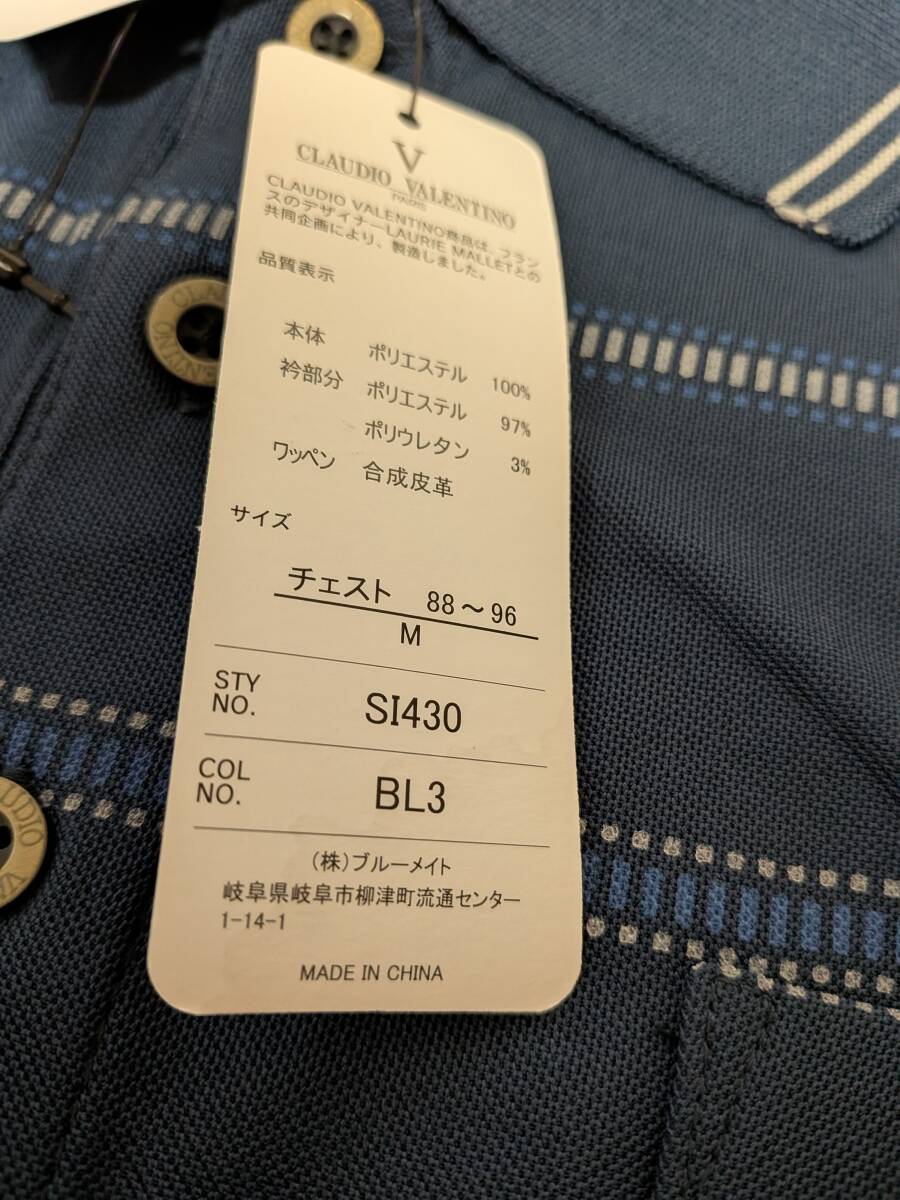 V
CLAUDIO VALENTINO
PARIS
CLAUDIO VALENTINO商品は、フラン
スのデザイナーLAURIE MALLETとの
共同企画により、製造しました。
品質表示
本体 ポリエステル 100%
衿部分 ポリエステル 97%
ポリウレタン 3%
ワッペン 合成皮革
サイズ
チェスト 88～96
M
STY NO. SI430
COL NO. BL3
(株)ブルーメイト
岐阜県岐阜市柳津町流通センター
1-14-1
MADE IN CHINA